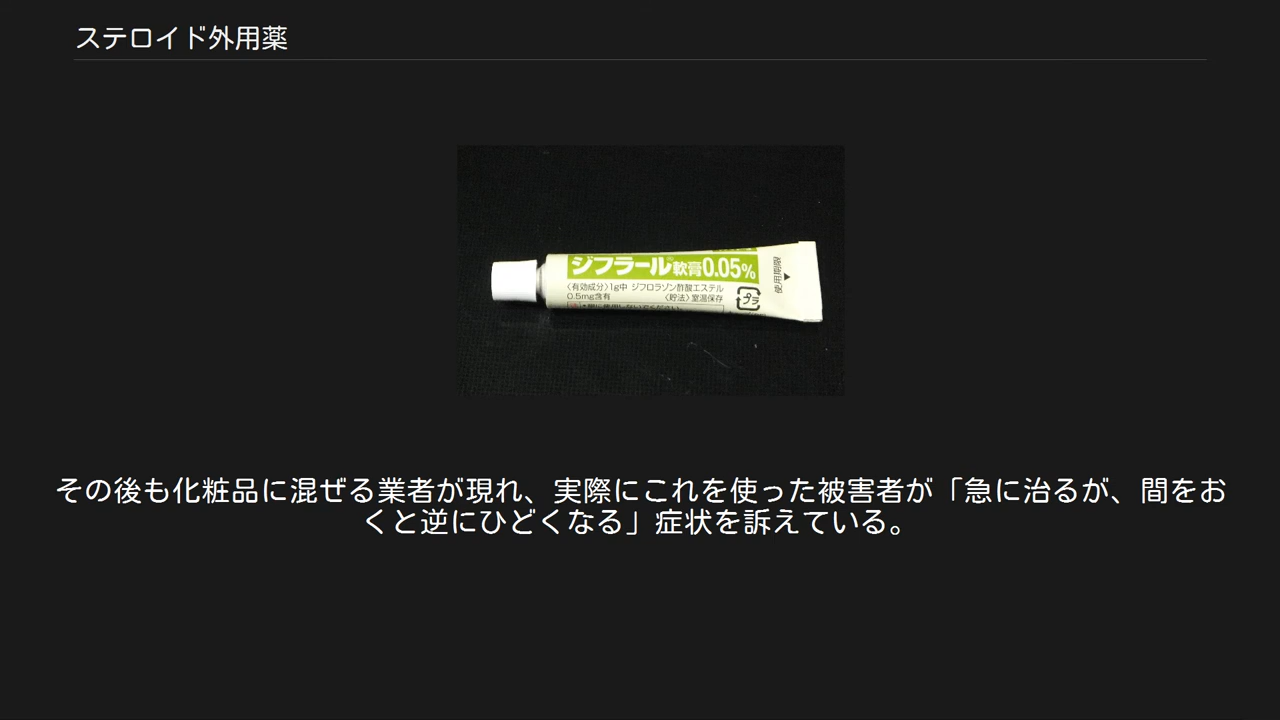 ステロイド外用薬
ジフラール®軟膏0.05%
〈有効成分〉1g中 ジフロラゾン酢酸エステル
0.5mg含有 〈貯法〉室温保存
プラ
使用期限
その後も化粧品に混ぜる業者が現れ、実際にこれを使った被害者が「急に治るが、間をお
くと逆にひどくなる」症状を訴えている。